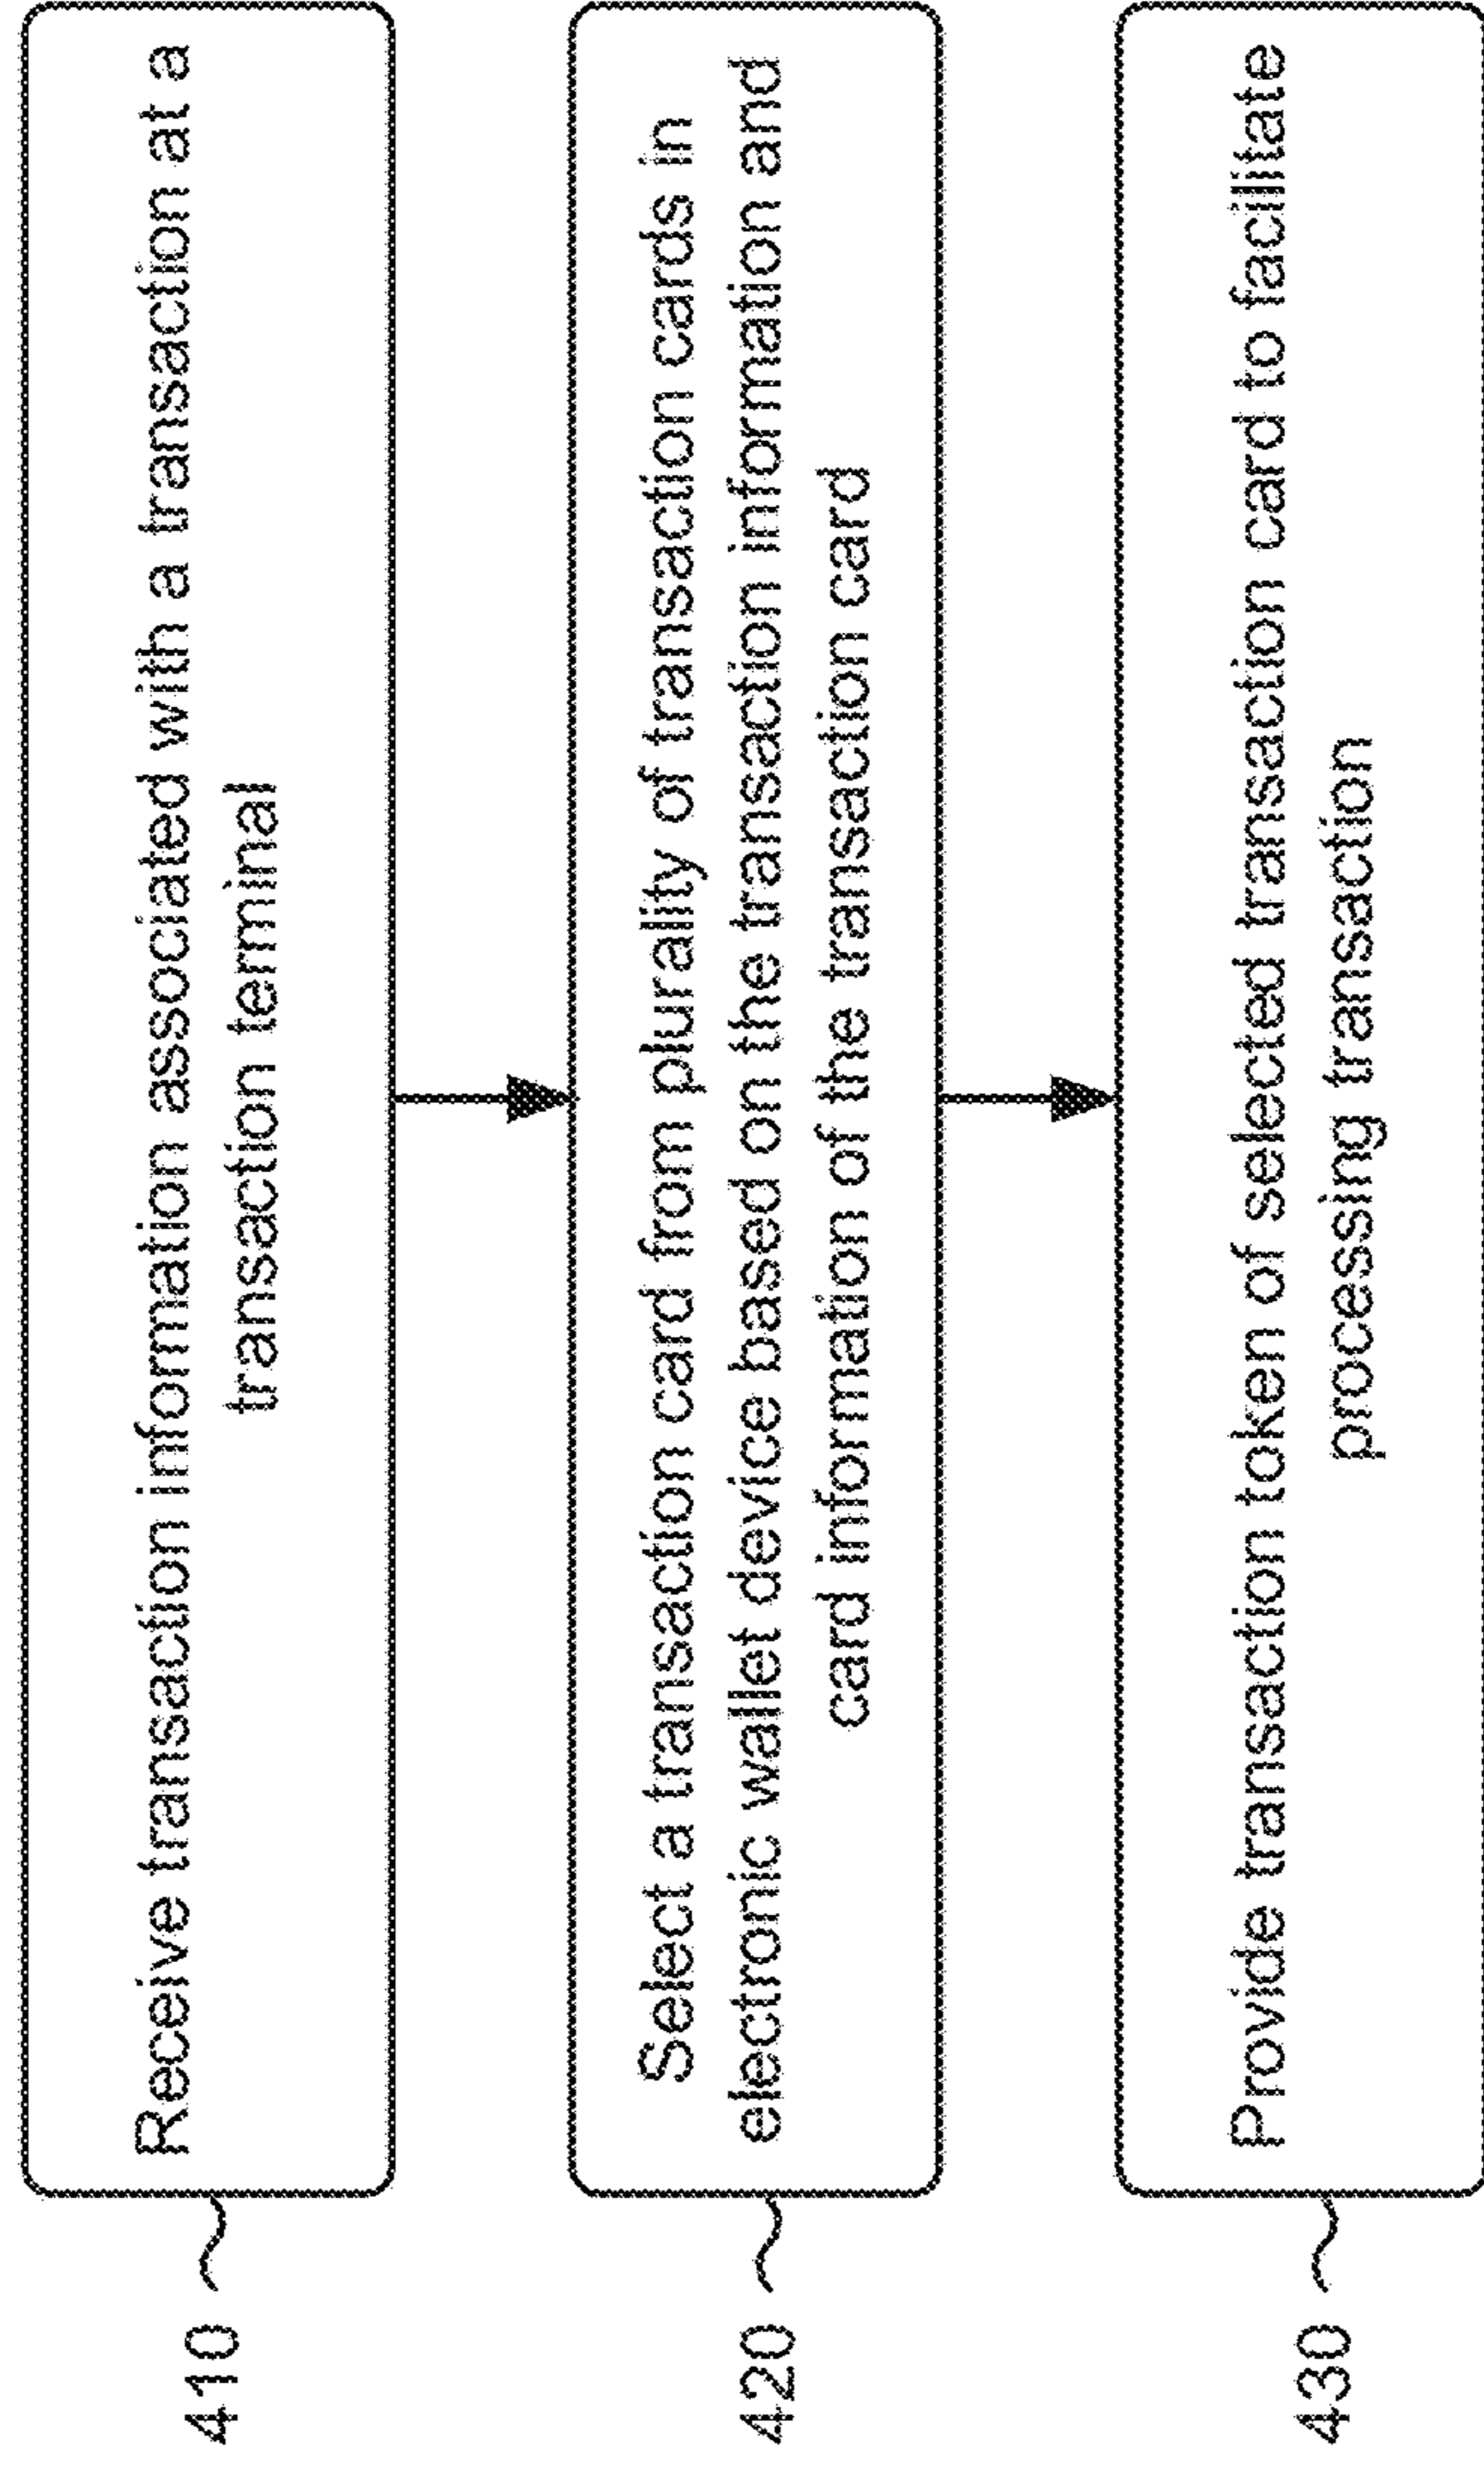 410
Receive transaction information associated with a transaction at a
transaction terminal
420
Select a transaction card from plurality of transaction cards in
electronic wallet device based on the transaction information and
card information of the transaction card
430
Provide transaction token of selected transaction card to facilitate
processing transaction